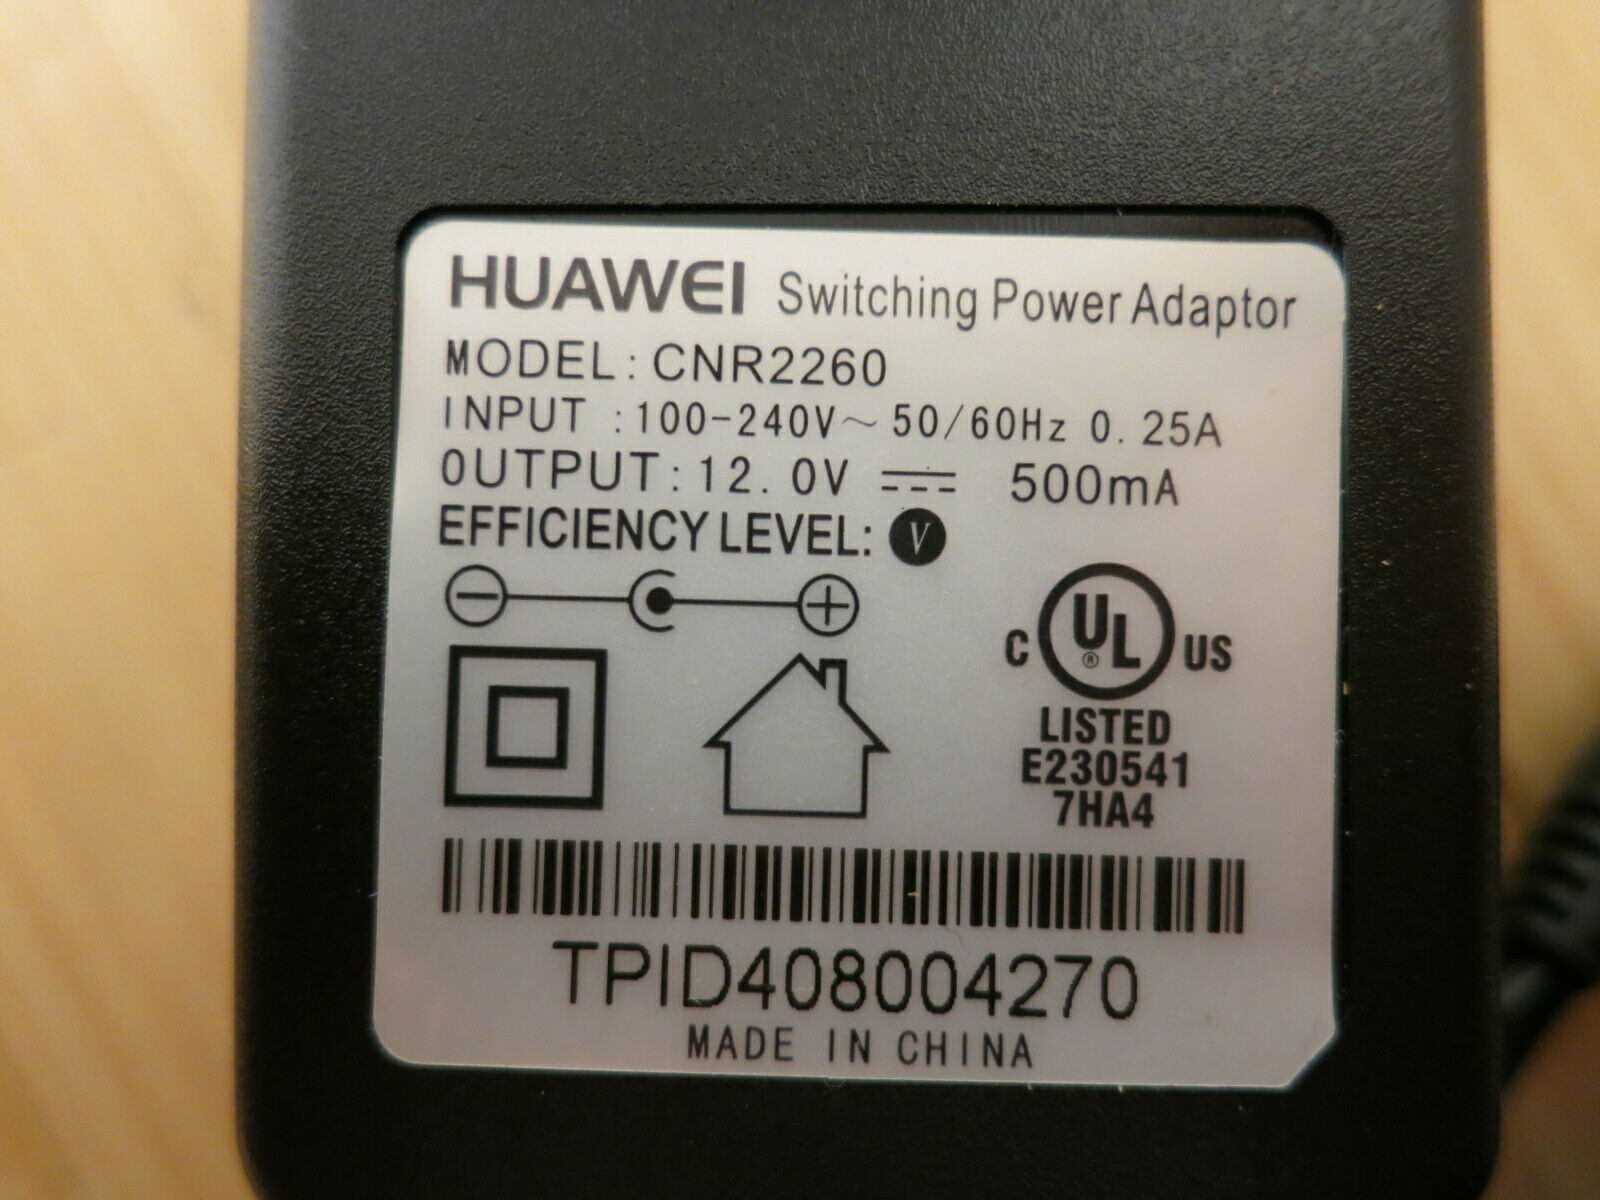 HUAWEI Switching Power Adaptor
MODEL: CNR2260
INPUT :100-240V~ 50/60Hz 0.25A
OUTPUT:12.0V ⎓ 500mA
EFFICIENCY LEVEL: V
C UL® US
LISTED
E230541
7HA4
TPID408004270
MADE IN CHINA